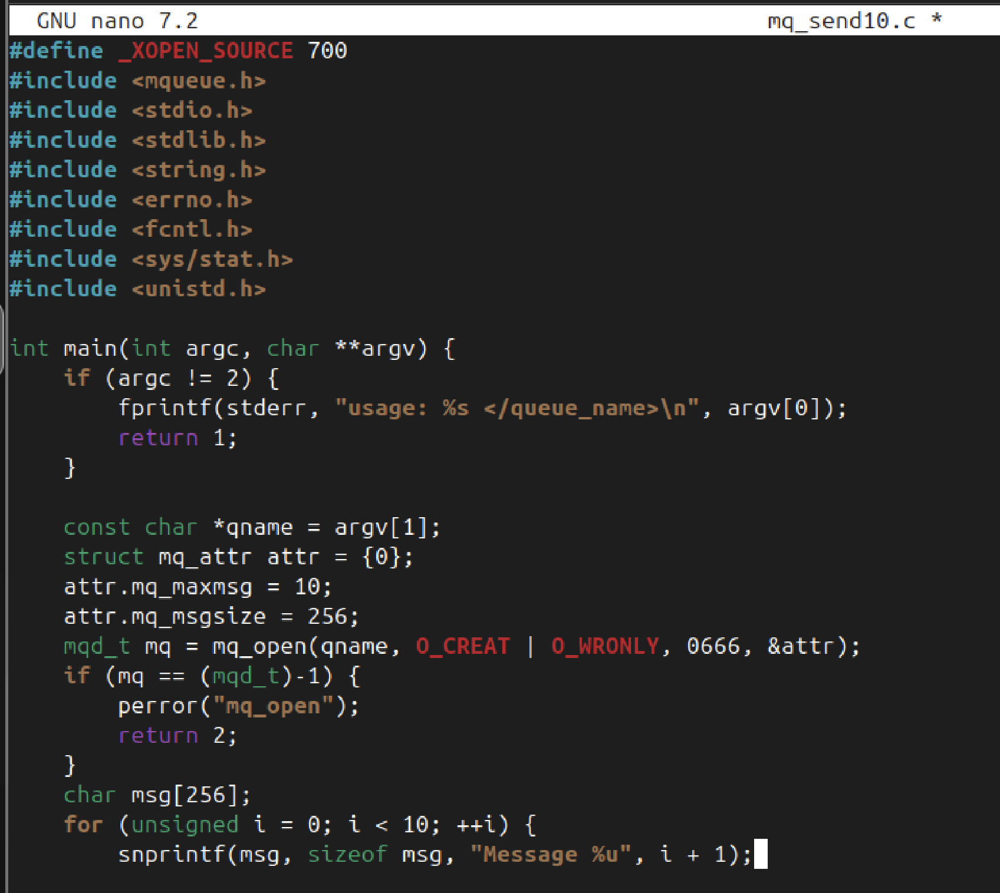 GNU nano 7.2 mq_send10.c *
#define _XOPEN_SOURCE 700
#include <mqueue.h>
#include <stdio.h>
#include <stdlib.h>
#include <string.h>
#include <errno.h>
#include <fcntl.h>
#include <sys/stat.h>
#include <unistd.h>

int main(int argc, char **argv) {
    if (argc != 2) {
        fprintf(stderr, "usage: %s </queue_name>\n", argv[0]);
        return 1;
    }

    const char *qname = argv[1];
    struct mq_attr attr = {0};
    attr.mq_maxmsg = 10;
    attr.mq_msgsize = 256;
    mqd_t mq = mq_open(qname, O_CREAT | O_WRONLY, 0666, &attr);
    if (mq == (mqd_t)-1) {
        perror("mq_open");
        return 2;
    }
    char msg[256];
    for (unsigned i = 0; i < 10; ++i) {
        snprintf(msg, sizeof msg, "Message %u", i + 1);